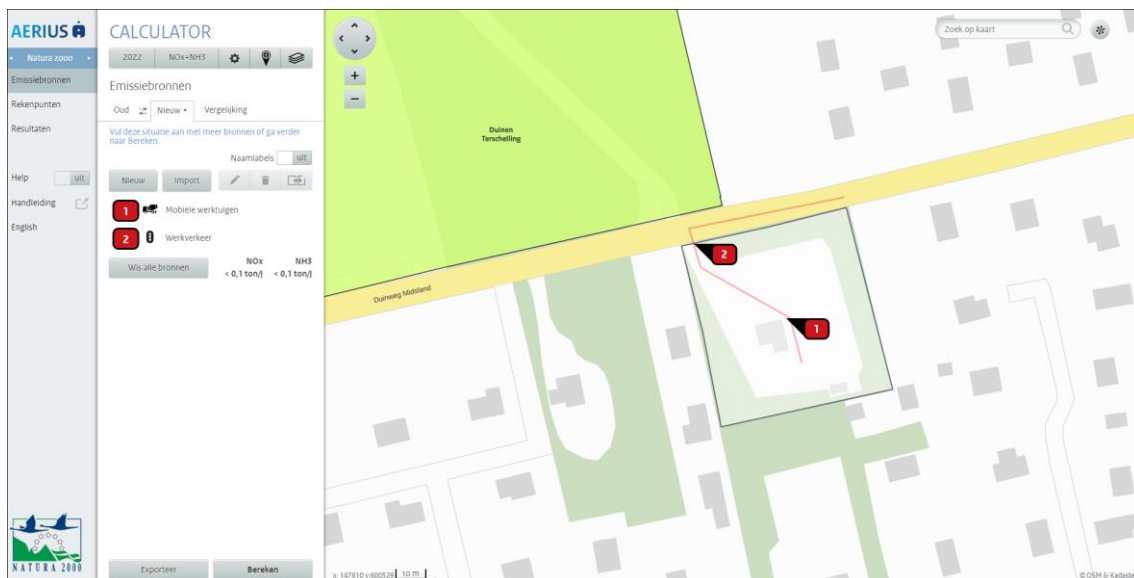 AERIUS
Natura 2000
Emissiebronnen
Rekenpunten
Resultaten
Help
uit
Handleiding
English
NATURA 2000
CALCULATOR
2022
NOx+NH3
Emissiebronnen
Oud
Nieuw
Vergelijking
Vul deze situatie aan met meer bronnen of ga verder
naar Bereken.
Naamlabels
uit
Nieuw
Import
1
Mobiele werktuigen
2
Werkverkeer
Wis alle bronnen
NOx
NH3
< 0,1 ton/j
< 0,1 ton/j
Exporteer
Bereken
Zoek op kaart
+
−
Duinen
Terschelling
Duinweg Midsland
2
1
x: 147810 y:600529
10 m
© OSM & Kadaste